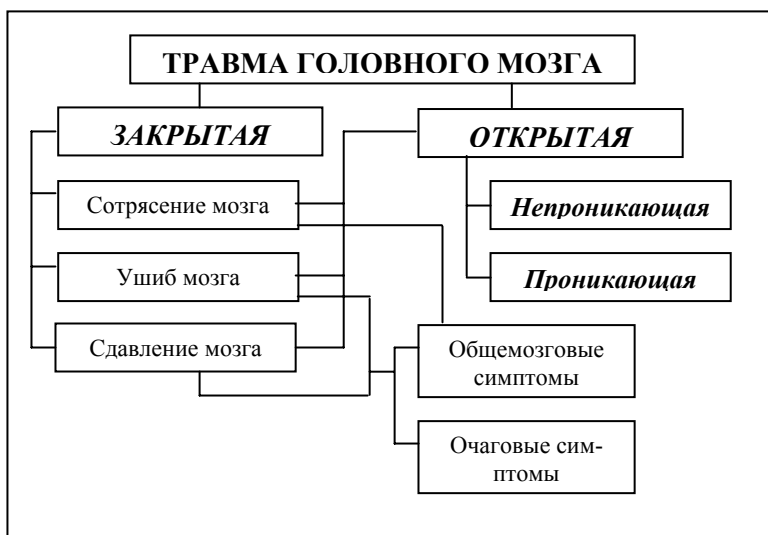 ТРАВМА ГОЛОВНОГО МОЗГА
ЗАКРЫТАЯ
ОТКРЫТАЯ
Сотрясение мозга
Непроникающая
Ушиб мозга
Проникающая
Сдавление мозга
Общемозговые
симптомы
Очаговые сим-
птомы